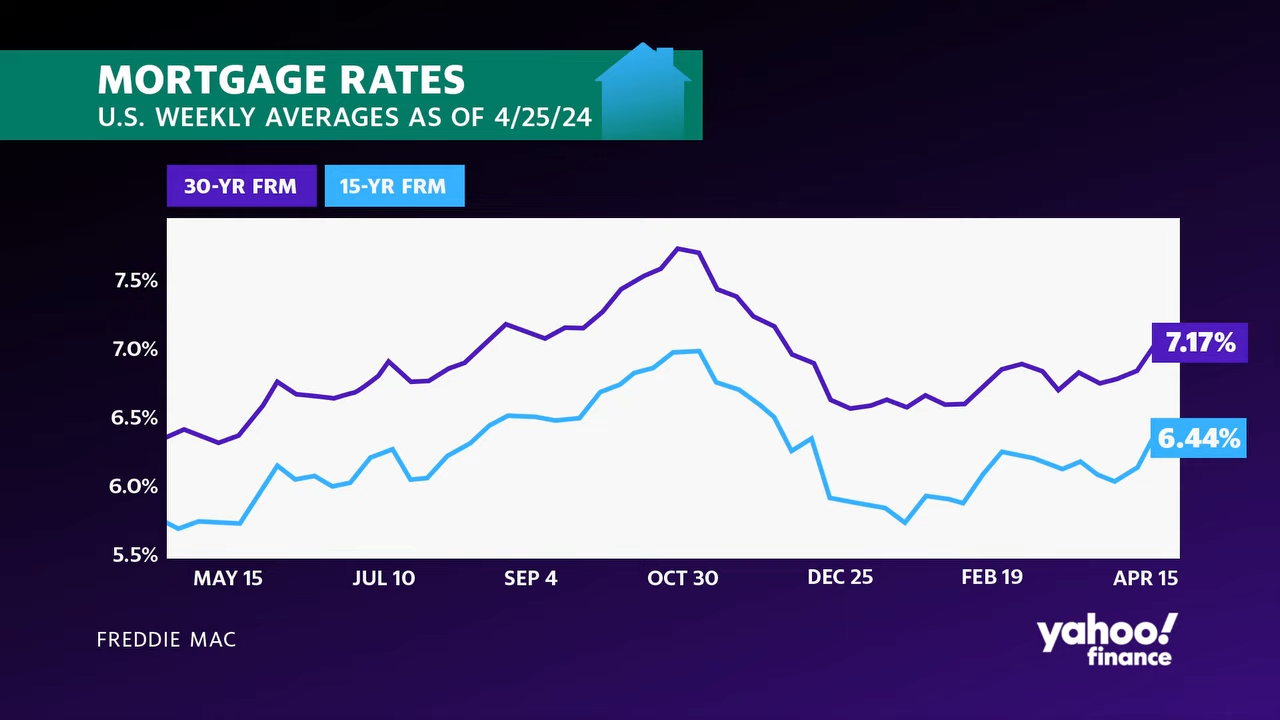 MORTGAGE RATES
U.S. WEEKLY AVERAGES AS OF 4/25/24
30-YR FRM
15-YR FRM
7.5%
7.0%
6.5%
6.0%
5.5%
7.17%
6.44%
MAY 15
JUL 10
SEP 4
OCT 30
DEC 25
FEB 19
APR 15
FREDDIE MAC
yahoo!
finance